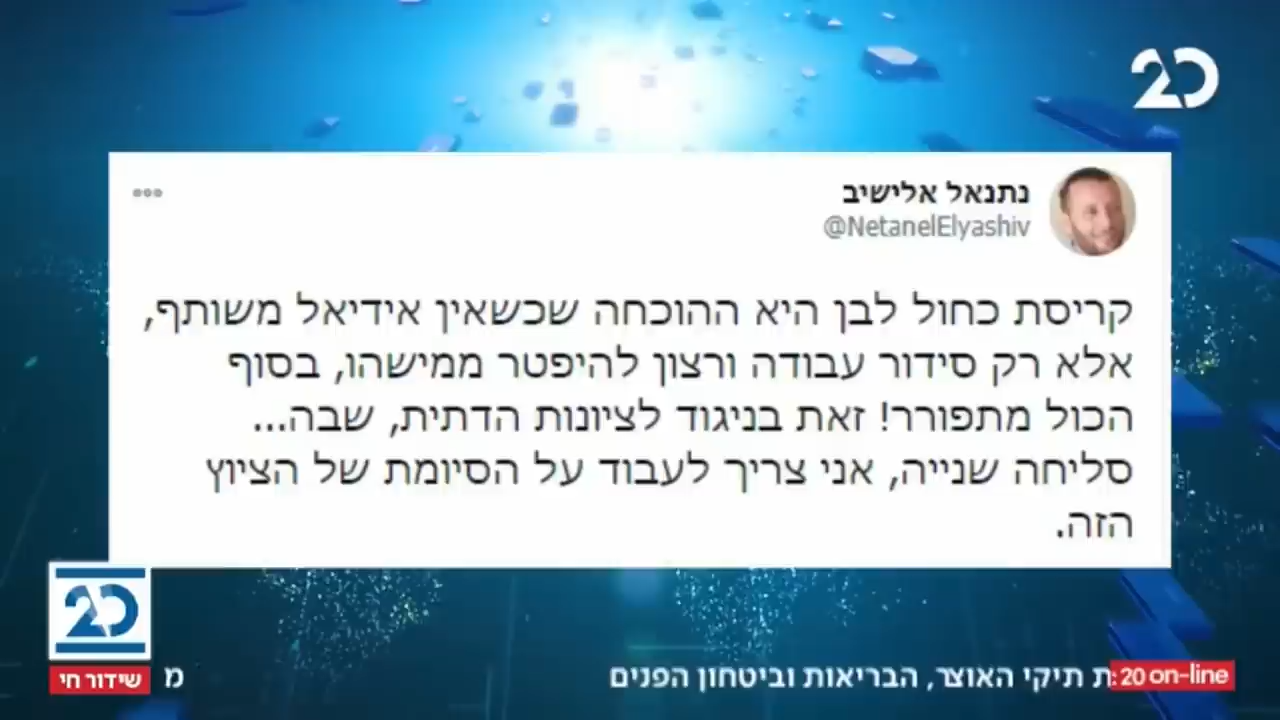 20
נתנאל אלישיב
@NetanelElyashiv
קריסת כחול לבן היא ההוכחה שכשאין אידיאל משותף,
אלא רק סידור עבודה ורצון להיפטר ממישהו, בסוף
הכול מתפורר! זאת בניגוד לציונות הדתית, שבה...
סליחה שנייה, אני צריך לעבוד על הסיומת של הציוץ
הזה.
20
שידור חי
20 on-line: ת תיקי האוצר, הבריאות וביטחון הפנים
מ